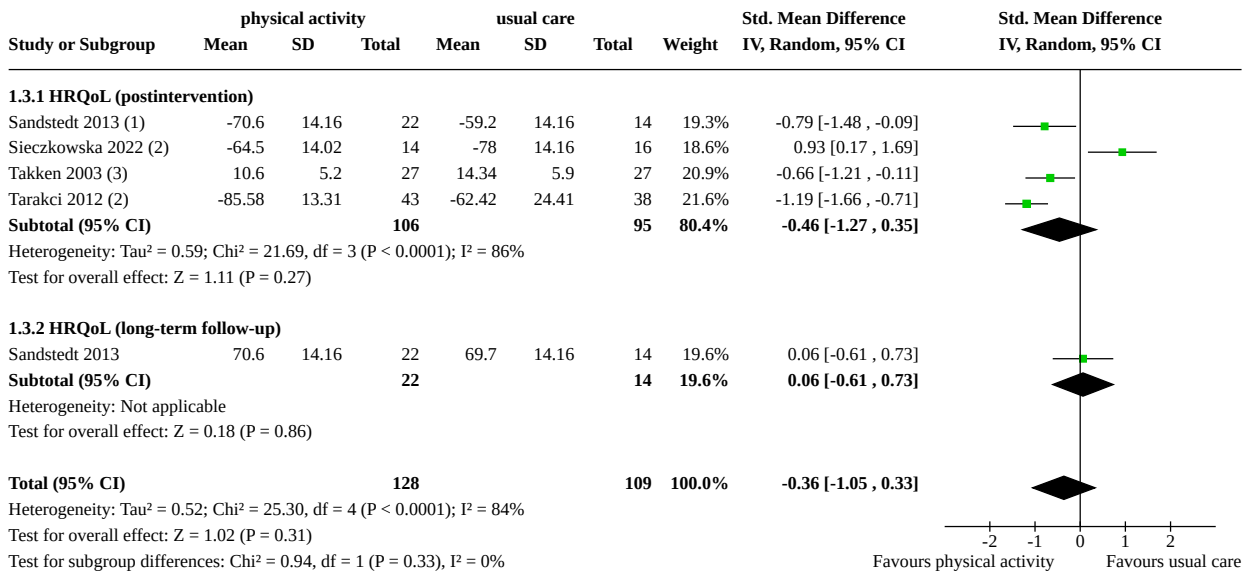 physical activity usual care Std. Mean Difference Std. Mean Difference
Study or Subgroup Mean SD Total Mean SD Total Weight IV, Random, 95% CI IV, Random, 95% CI
1.3.1 HRQoL (postintervention)
Sandstedt 2013 (1) -70.6 14.16 22 -59.2 14.16 14 19.3% -0.79 [-1.48 , -0.09]
Sieczkowska 2022 (2) -64.5 14.02 14 -78 14.16 16 18.6% 0.93 [0.17 , 1.69]
Takken 2003 (3) 10.6 5.2 27 14.34 5.9 27 20.9% -0.66 [-1.21 , -0.11]
Tarakci 2012 (2) -85.58 13.31 43 -62.42 24.41 38 21.6% -1.19 [-1.66 , -0.71]
Subtotal (95% CI) 106 95 80.4% -0.46 [-1.27 , 0.35]
Heterogeneity: Tau² = 0.59; Chi² = 21.69, df = 3 (P < 0.0001); I² = 86%
Test for overall effect: Z = 1.11 (P = 0.27)
1.3.2 HRQoL (long-term follow-up)
Sandstedt 2013 70.6 14.16 22 69.7 14.16 14 19.6% 0.06 [-0.61 , 0.73]
Subtotal (95% CI) 22 14 19.6% 0.06 [-0.61 , 0.73]
Heterogeneity: Not applicable
Test for overall effect: Z = 0.18 (P = 0.86)
Total (95% CI) 128 109 100.0% -0.36 [-1.05 , 0.33]
Heterogeneity: Tau² = 0.52; Chi² = 25.30, df = 4 (P < 0.0001); I² = 84%
Test for overall effect: Z = 1.02 (P = 0.31)
-2 -1 0 1 2
Test for subgroup differences: Chi² = 0.94, df = 1 (P = 0.33), I² = 0%
Favours physical activity Favours usual care